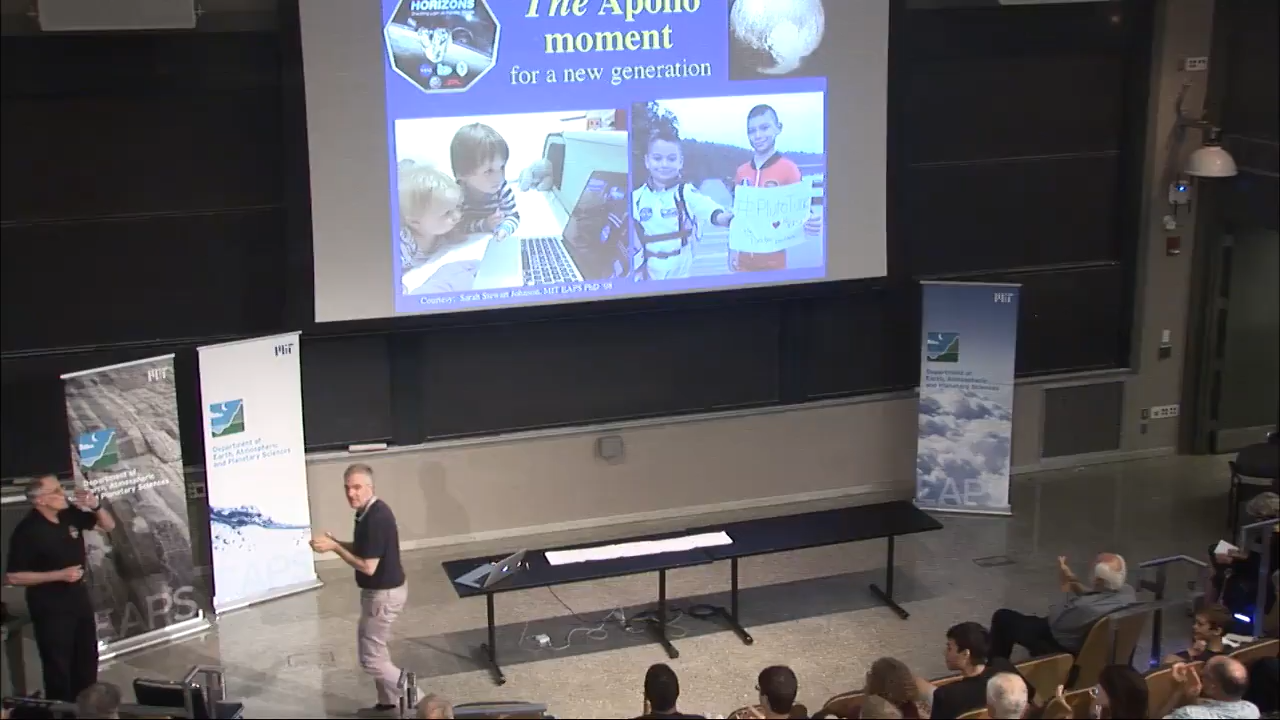 HORIZONS
The Apollo
moment
for a new generation
#PlutoTime
Courtesy: Sarah Stewart Johnson, MIT EAPS PhD '08
MIT
Department of
Earth, Atmospheric
and Planetary Sciences
EAPS
MIT
Department of
Earth, Atmospheric
and Planetary Sciences
EAPS
MIT
Department of
Earth, Atmospheric
and Planetary Sciences
EAPS